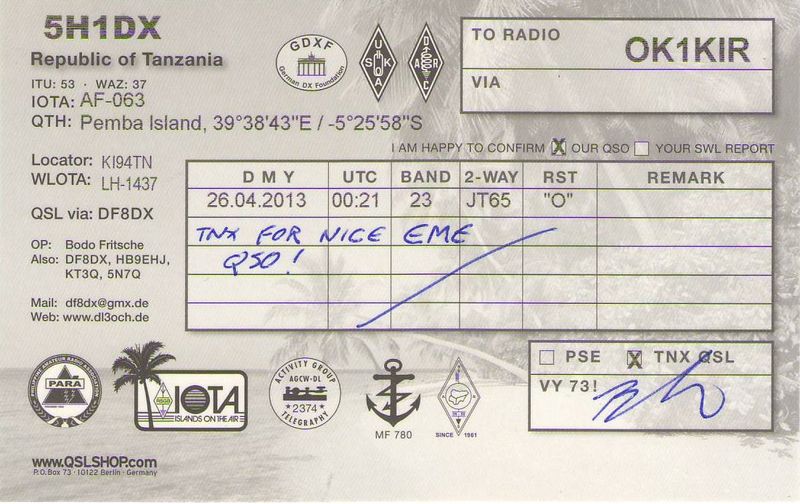 5H1DX
Republic of Tanzania
ITU: 53 · WAZ: 37
IOTA: AF-063
QTH: Pemba Island, 39°38'43"E / -5°25'58"S
GDXF
German DX Foundation
UKSKA
DARC
TO RADIO OK1KIR
VIA
I AM HAPPY TO CONFIRM X OUR QSO YOUR SWL REPORT
Locator: KI94TN
WLOTA: LH-1437
QSL via: DF8DX
OP: Bodo Fritsche
Also: DF8DX, HB9EHJ,
KT3Q, 5N7Q
Mail: df8dx@gmx.de
Web: www.dl3och.de
D M Y UTC BAND 2-WAY RST REMARK
26.04.2013 00:21 23 JT65 "O"
TNX FOR NICE EME
QSO!
PSE X TNX QSL
VY 73!
PARA
IOTA
RSGB
ISLANDS ON THE AIR
ACTIVITY GROUP
AGCW-DL
* 2374 *
TELEGRAPHY
MF 780
SINCE 1961
www.QSLSHOP.com
P.O.Box 73 · 10122 Berlin · Germany